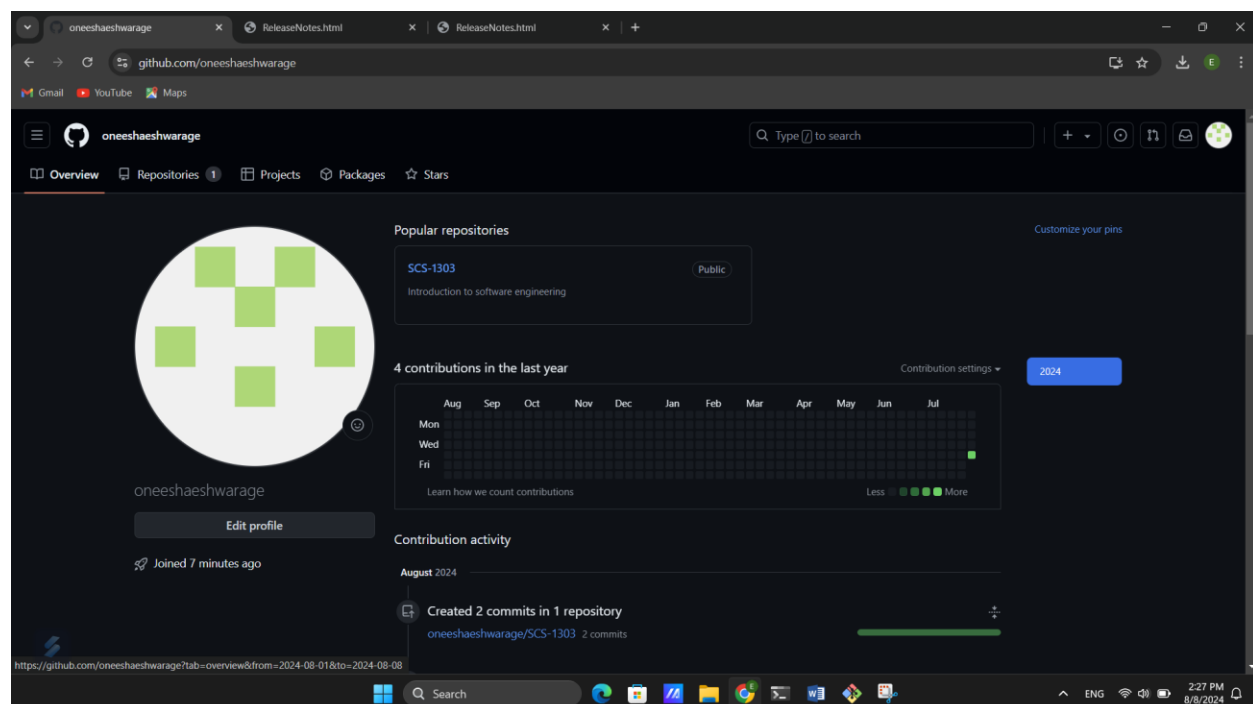 oneeshaeshwarage
ReleaseNotes.html
ReleaseNotes.html
github.com/oneeshaeshwarage
E
Gmail YouTube Maps
oneeshaeshwarage
Type / to search
Overview Repositories 1 Projects Packages Stars
Popular repositories
Customize your pins
SCS-1303 Public
Introduction to software engineering
4 contributions in the last year
Contribution settings
2024
Aug Sep Oct Nov Dec Jan Feb Mar Apr May Jun Jul
Mon
Wed
Fri
Learn how we count contributions
Less More
oneeshaeshwarage
Edit profile
Joined 7 minutes ago
Contribution activity
August 2024
Created 2 commits in 1 repository
oneeshaeshwarage/SCS-1303 2 commits
https://github.com/oneeshaeshwarage?tab=overview&from=2024-08-01&to=2024-08-08
Search
ENG
2:27 PM
8/8/2024